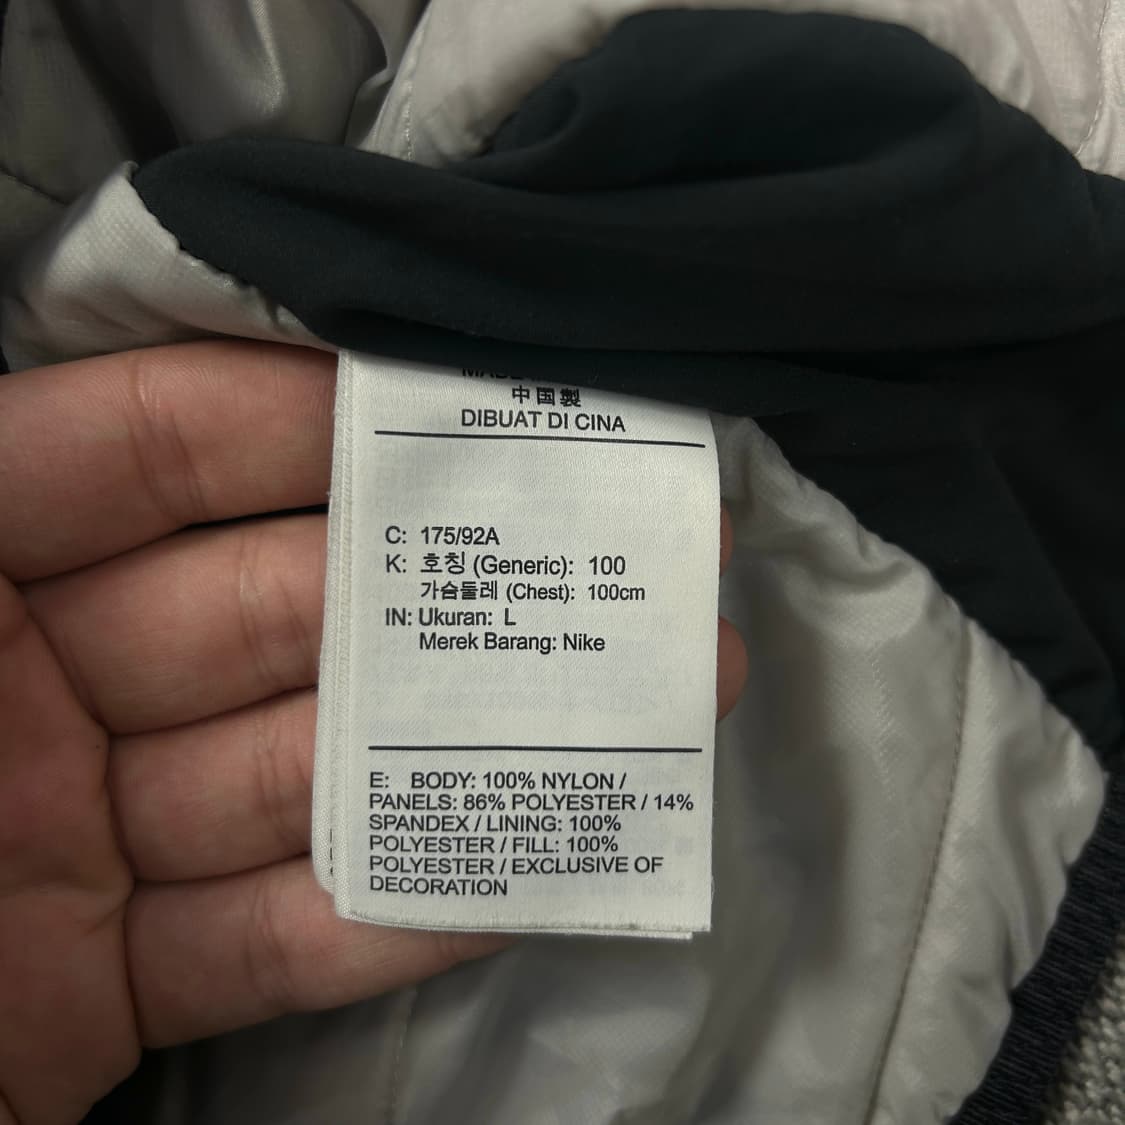 中国製
DIBUAT DI CINA
C: 175/92A
K: 호칭 (Generic): 100
가슴둘레 (Chest): 100cm
IN: Ukuran: L
Merek Barang: Nike
E: BODY: 100% NYLON /
PANELS: 86% POLYESTER / 14%
SPANDEX / LINING: 100%
POLYESTER / FILL: 100%
POLYESTER / EXCLUSIVE OF
DECORATION